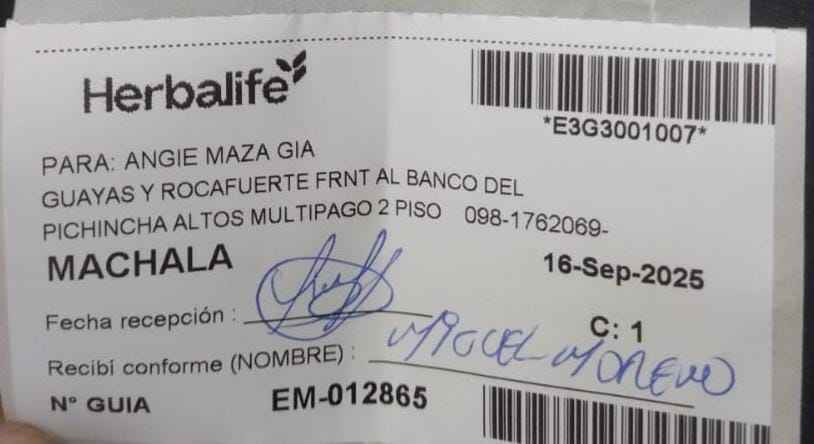 Herbalife
*E3G3001007*
PARA: ANGIE MAZA GIA
GUAYAS Y ROCAFUERTE FRNT AL BANCO DEL
PICHINCHA ALTOS MULTIPAGO 2 PISO 098-1762069-
MACHALA 16-Sep-2025
Fecha recepción :
C: 1
Recibí conforme (NOMBRE) : MIGUEL MORENO
N° GUIA EM-012865